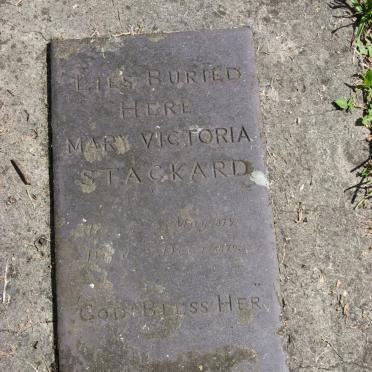 LIES BURIED
HERE
MARY VICTORIA
STACKARD
GOD BLESS HER